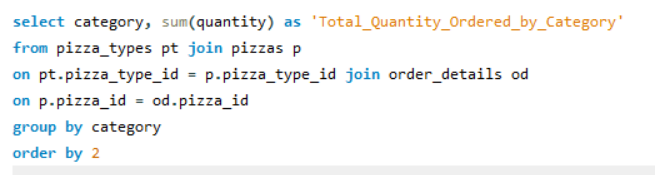 select category, sum(quantity) as 'Total_Quantity_Ordered_by_Category'
from pizza_types pt join pizzas p
on pt.pizza_type_id = p.pizza_type_id join order_details od
on p.pizza_id = od.pizza_id
group by category
order by 2